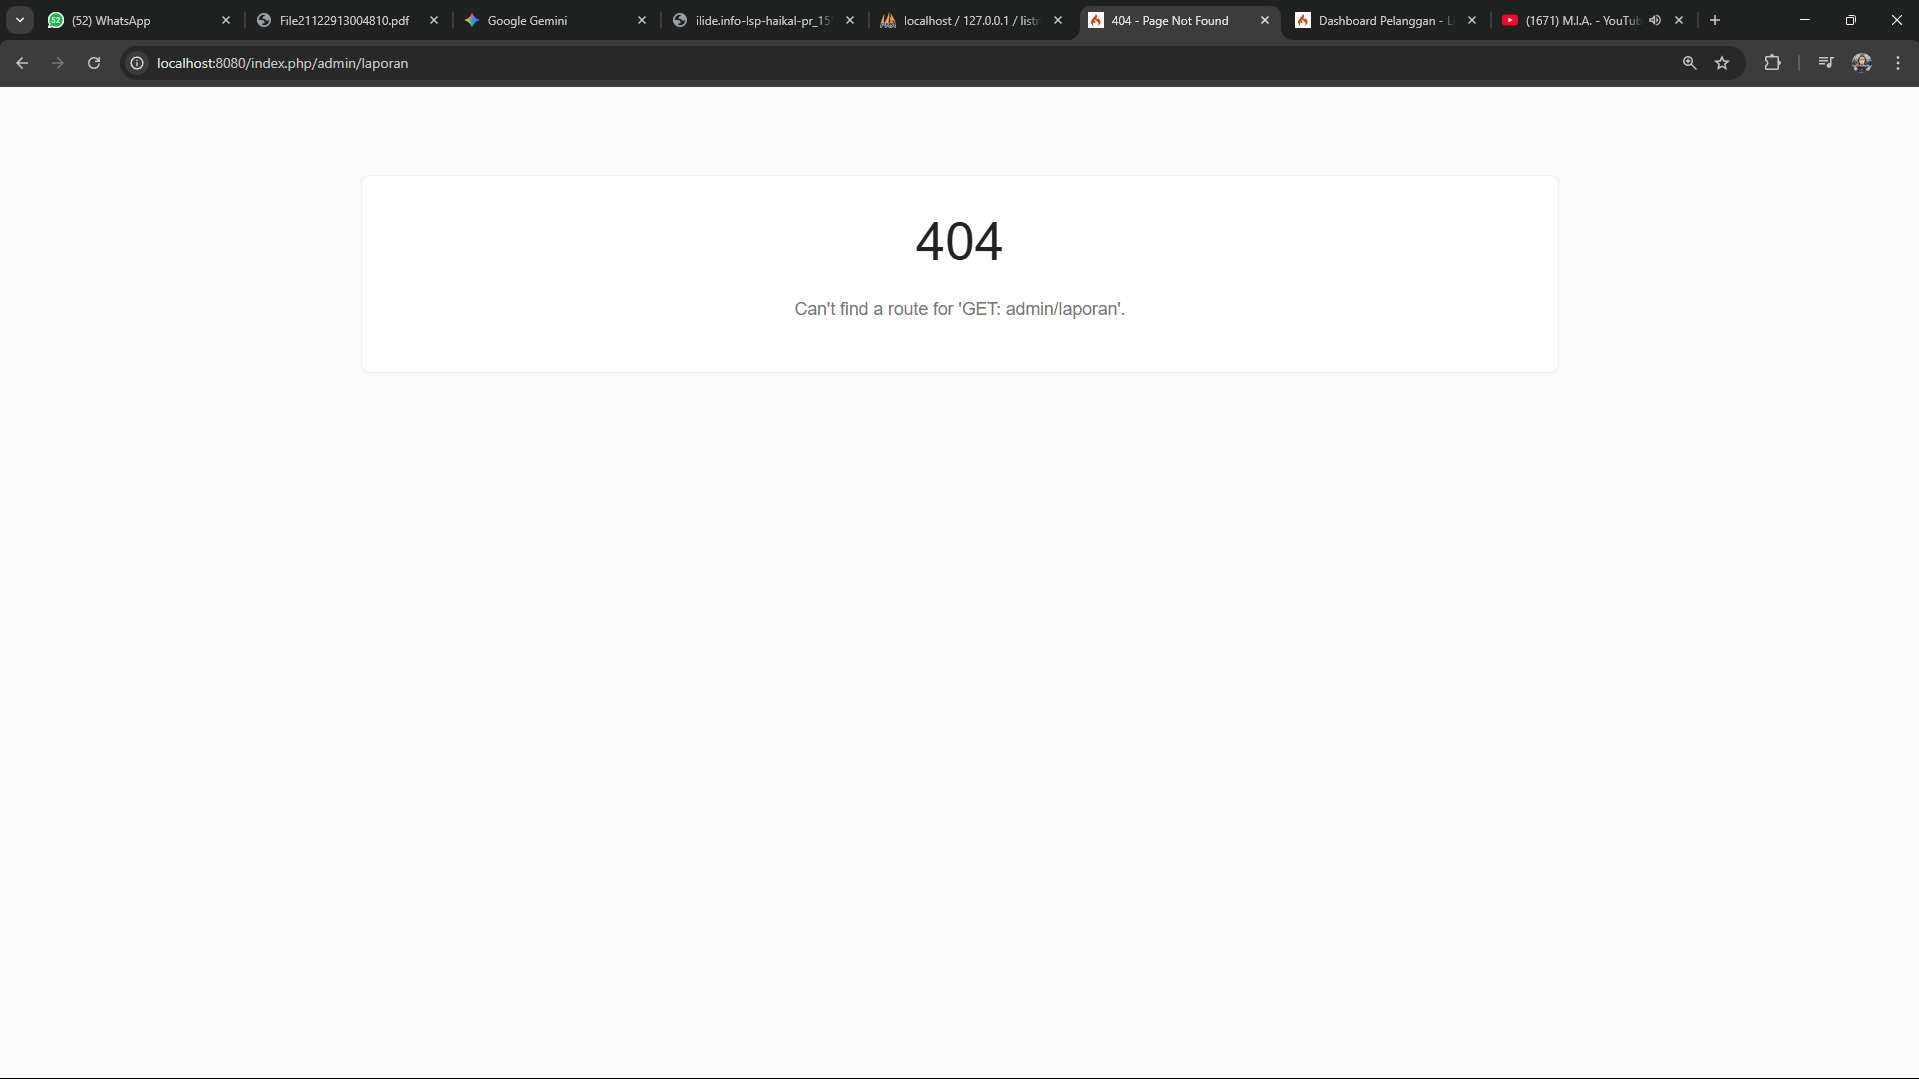 52
(52) WhatsApp
File21122913004810.pdf
Google Gemini
ilide.info-lsp-haikal-pr_15
localhost / 127.0.0.1 / listr
404 - Page Not Found
Dashboard Pelanggan - Li
(1671) M.I.A. - YouTub
localhost:8080/index.php/admin/laporan
404
Can't find a route for 'GET: admin/laporan'.